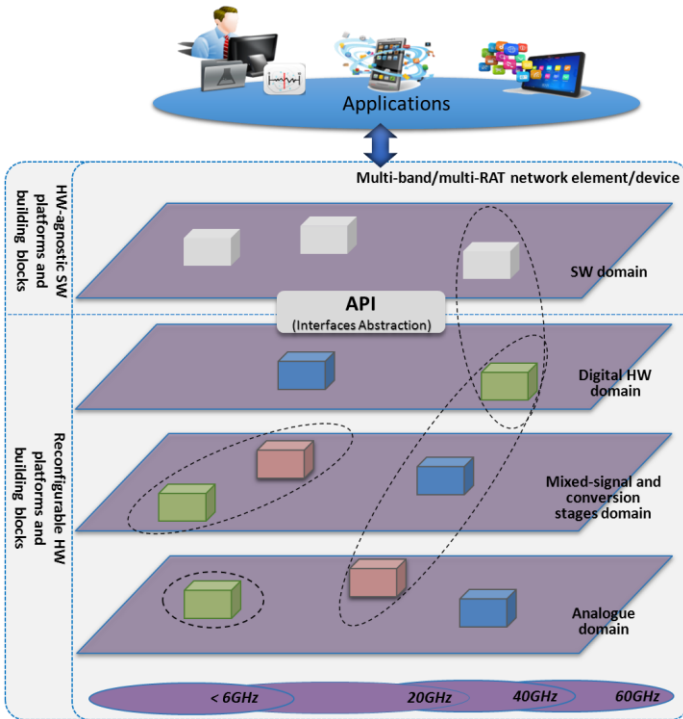 Applications
Multi-band/multi-RAT network element/device
HW-agnostic SW
platforms and
building blocks
SW domain
API
(Interfaces Abstraction)
Digital HW
domain
Reconfigurable HW
platforms and
building blocks
Mixed-signal and
conversion
stages domain
Analogue
domain
< 6GHz
20GHz
40GHz
60GHz